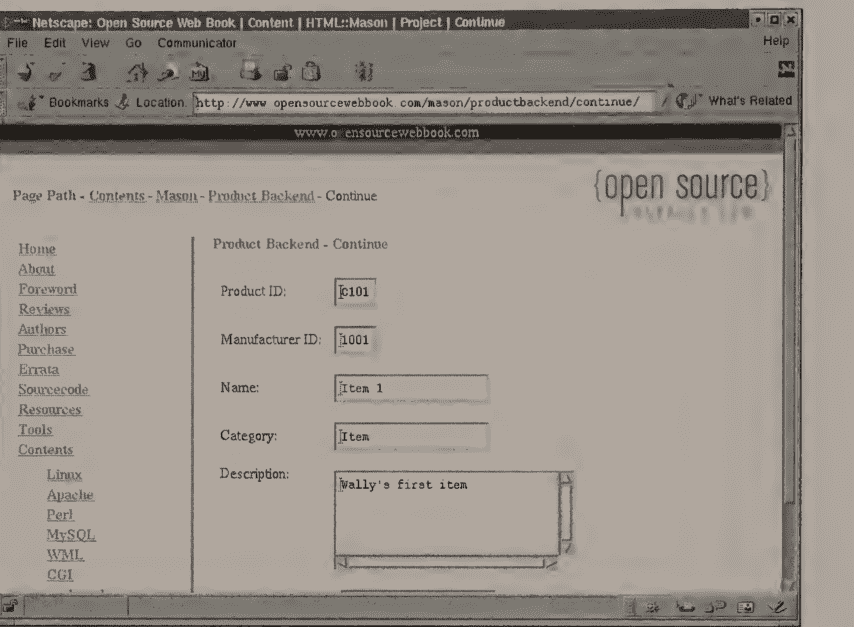 Netscape: Open Source Web Book | Content | HTML::Mason | Project | Continue
File Edit View Go Communicator Help
Bookmarks Location http://www.opensourcewebbook.com/mason/productbackend/continue/ What's Related
www.opensourcewebbook.com
{open source}
Page Path - Contents - Mason - Product Backend - Continue
Product Backend - Continue
Home
About
Foreword
Reviews
Authors
Purchase
Errata
Sourcecode
Resources
Tools
Contents
Linux
Apache
Perl
MySQL
WML
CGI
Product ID: C101
Manufacturer ID: 1001
Name: Item 1
Category: Item
Description: Wally's first item